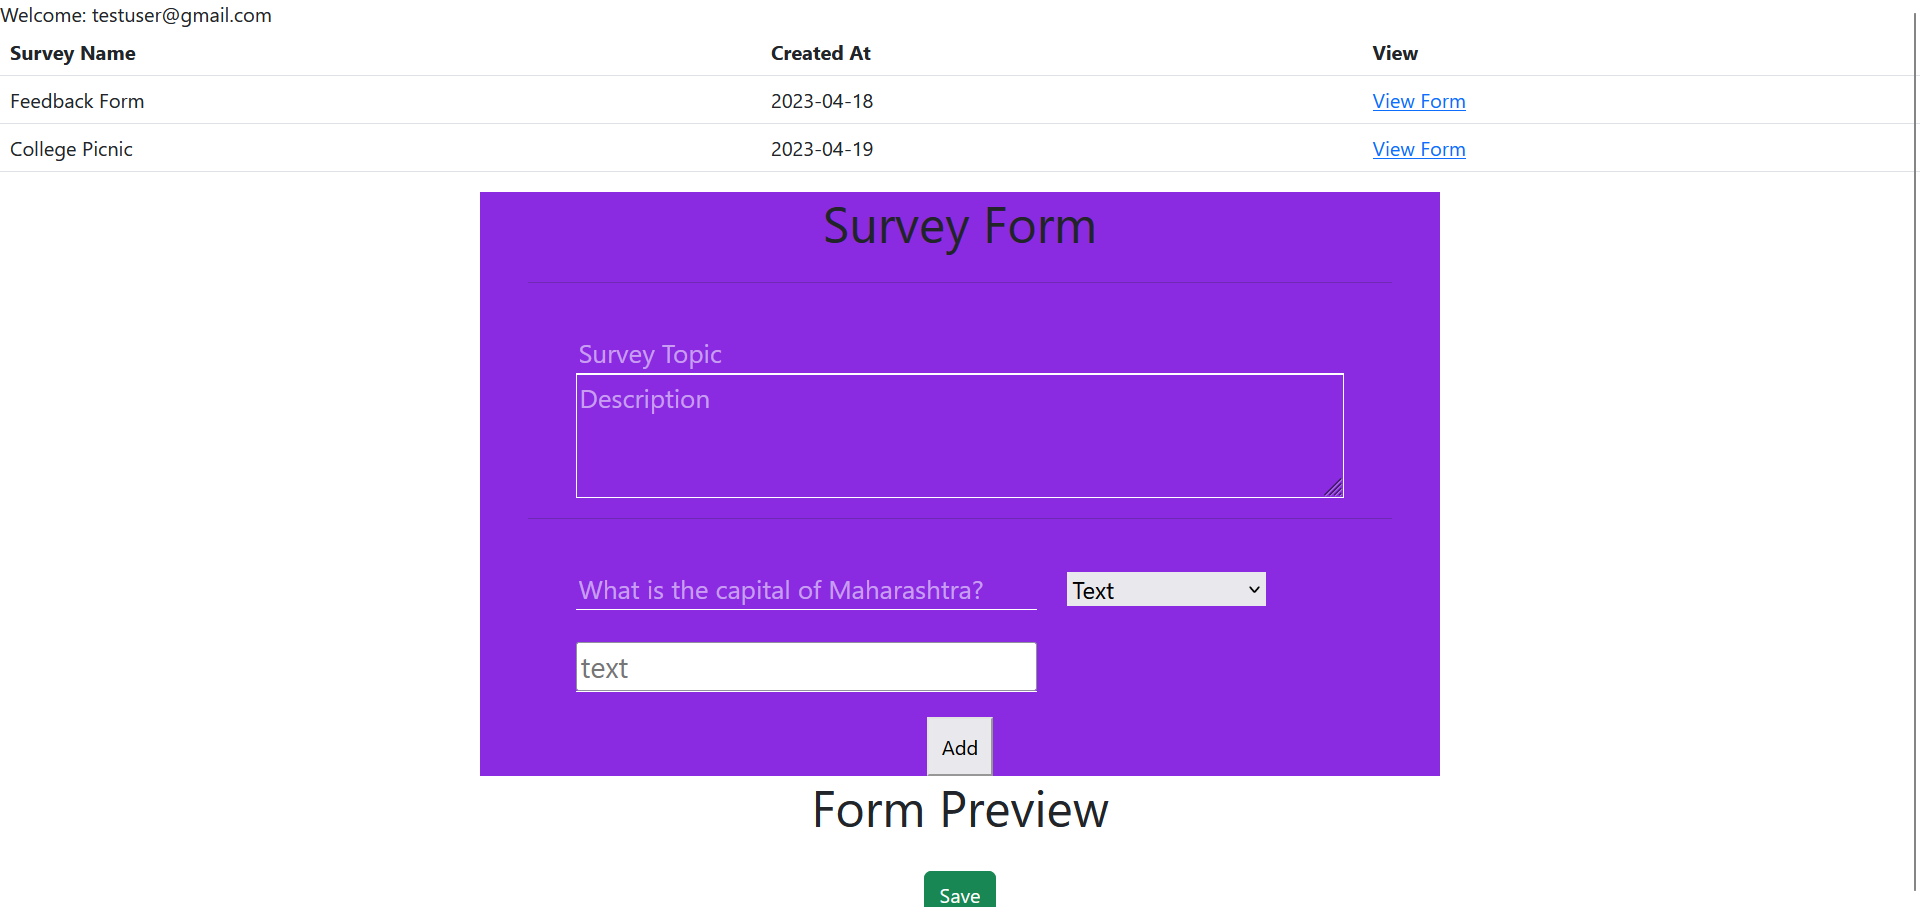 Welcome: testuser@gmail.com
Survey Name Created At View
Feedback Form 2023-04-18 View Form
College Picnic 2023-04-19 View Form
Survey Form
Survey Topic
Description
What is the capital of Maharashtra? Text
text
Add
Form Preview
Save